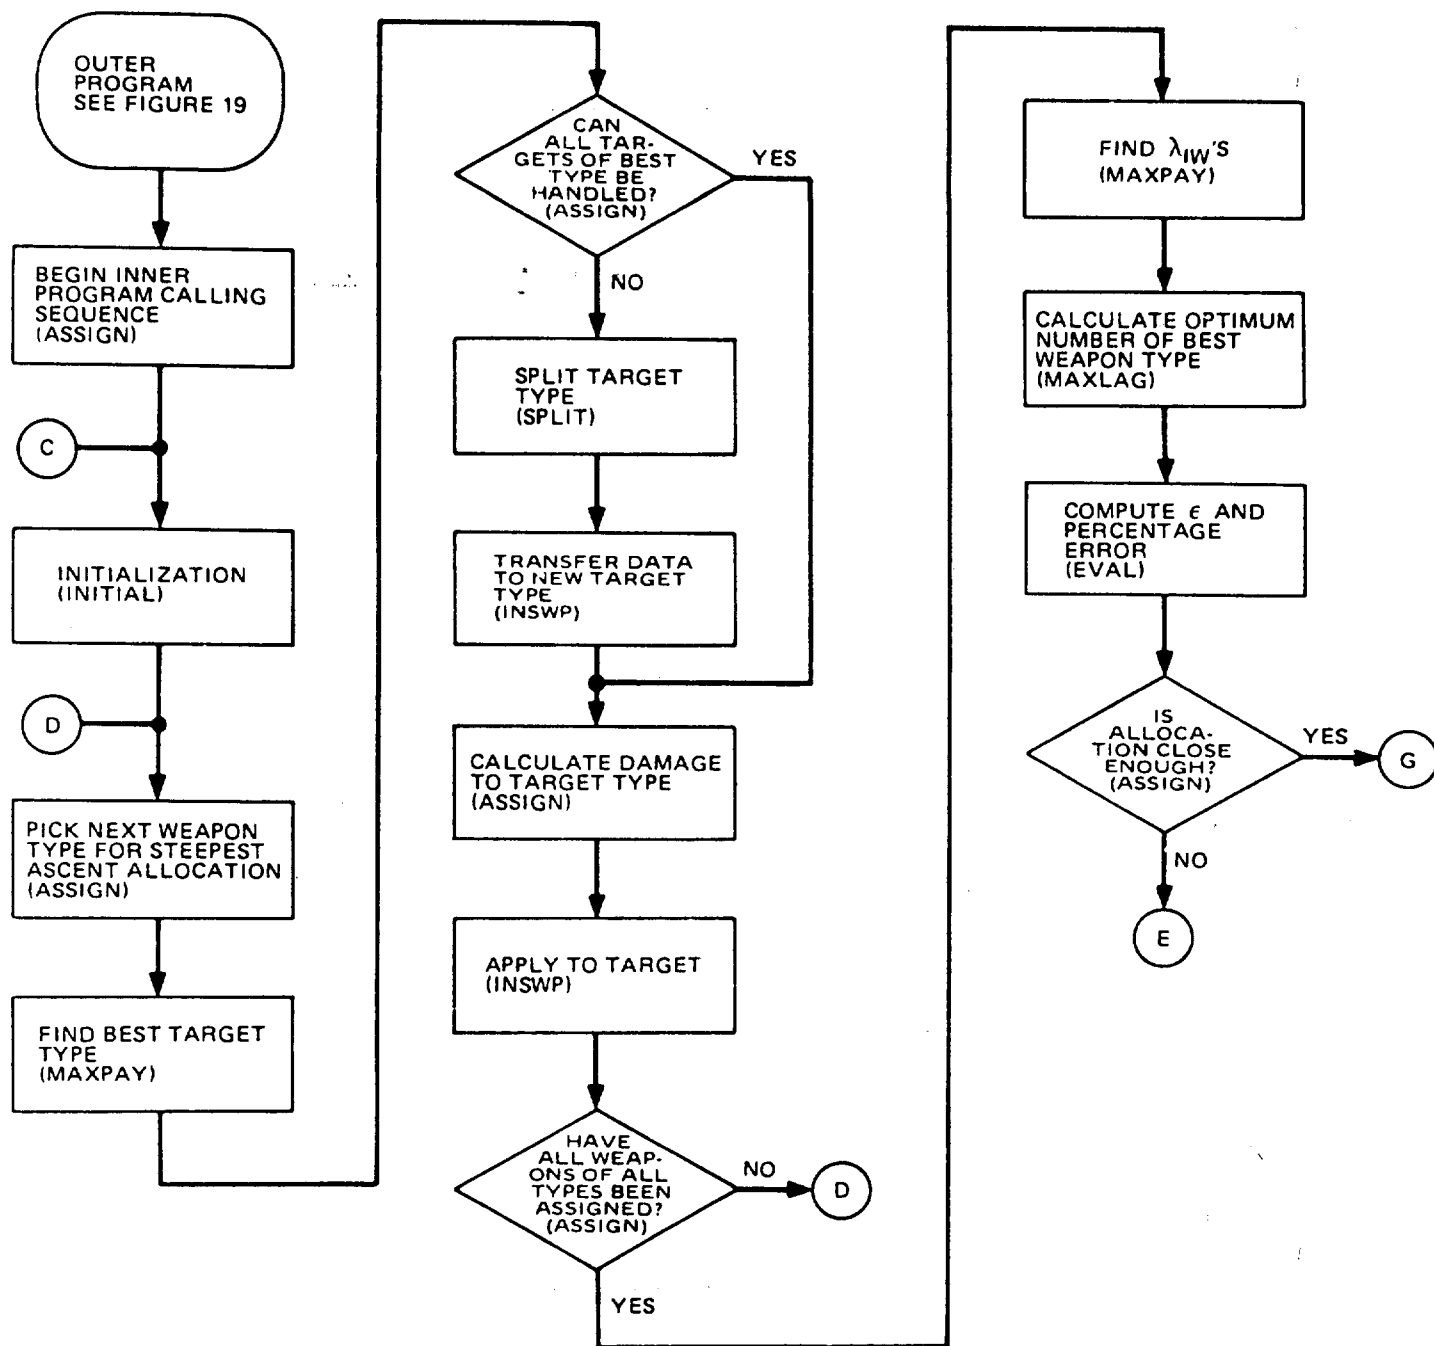 OUTER
PROGRAM
SEE FIGURE 19
BEGIN INNER
PROGRAM CALLING
SEQUENCE
(ASSIGN)
C
INITIALIZATION
(INITIAL)
D
PICK NEXT WEAPON
TYPE FOR STEEPEST
ASCENT ALLOCATION
(ASSIGN)
FIND BEST TARGET
TYPE
(MAXPAY)
CAN
ALL TAR-
GETS OF BEST
TYPE BE
HANDLED?
(ASSIGN)
YES
NO
SPLIT TARGET
TYPE
(SPLIT)
TRANSFER DATA
TO NEW TARGET
TYPE
(INSWP)
CALCULATE DAMAGE
TO TARGET TYPE
(ASSIGN)
APPLY TO TARGET
(INSWP)
HAVE
ALL WEAP-
ONS OF ALL
TYPES BEEN
ASSIGNED?
(ASSIGN)
NO
D
YES
FIND λIW'S
(MAXPAY)
CALCULATE OPTIMUM
NUMBER OF BEST
WEAPON TYPE
(MAXLAG)
COMPUTE ϵ AND
PERCENTAGE
ERROR
(EVAL)
IS
ALLOCA-
TION CLOSE
ENOUGH?
(ASSIGN)
YES
G
NO
E